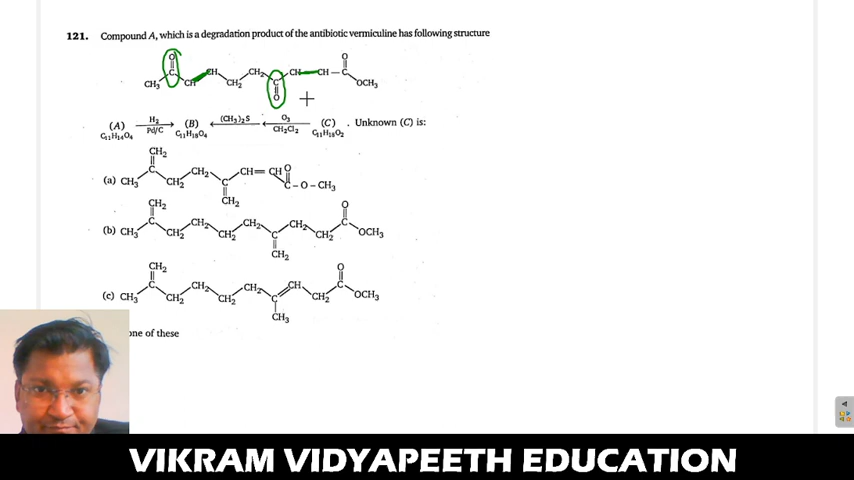 121. Compound A, which is a degradation product of the antibiotic vermiculine has following structure
O
C
CH₃
CH
CH
CH₂
CH₂
C
O
CH
CH
C
O
OCH₃
(A) H₂ Pd/C (B) (CH₃)₂S O₃ CH₂Cl₂ (C) . Unknown (C) is:
C₁₁H₁₄O₄ C₁₁H₁₈O₄ C₁₁H₁₈O₂
CH₂
(a) CH₃ C CH₂ CH₂ C CH=CH C O – O – CH₃
CH₂
CH₂ O
(b) CH₃ C CH₂ CH₂ CH₂ CH₂ C CH₂ CH₂ C OCH₃
CH₂
CH₂ O
(c) CH₃ C CH₂ CH₂ CH₂ CH₂ C CH CH₂ C OCH₃
CH₃
one of these
VIKRAM VIDYAPEETH EDUCATION